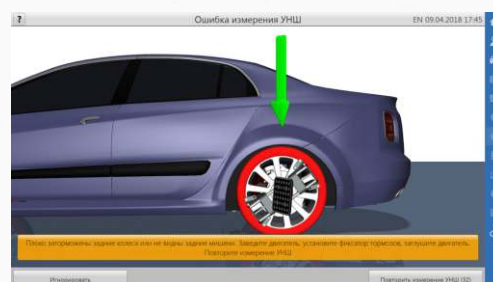 ?
Ошибка измерения УНШ
EN 09.04.2018 17:45
Плохо заторможены задние колеса или не видны задние мишени. Заведите двигатель, установите фиксатор тормозов, заглушите двигатель.
Повторите измерение УНШ
Игнорировать
Повторить измерение УНШ (32)